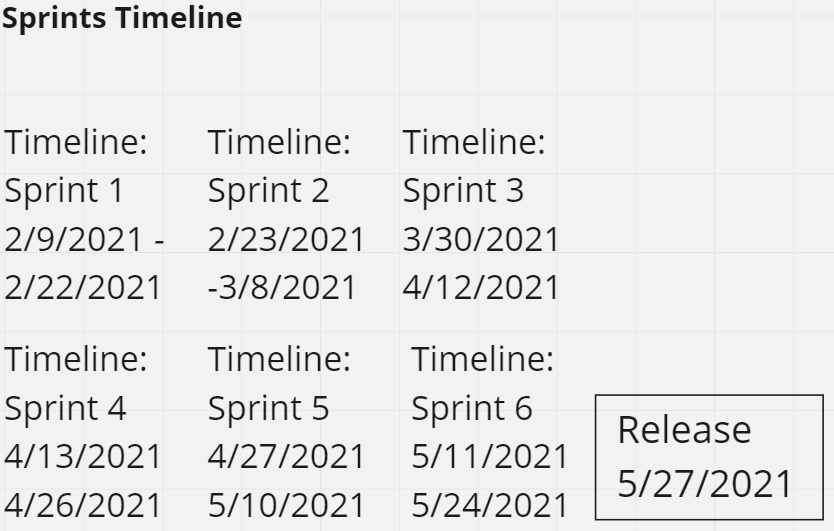 Sprints Timeline
Timeline:
Sprint 1
2/9/2021 -
2/22/2021
Timeline:
Sprint 2
2/23/2021
-3/8/2021
Timeline:
Sprint 3
3/30/2021
4/12/2021
Timeline:
Sprint 4
4/13/2021
4/26/2021
Timeline:
Sprint 5
4/27/2021
5/10/2021
Timeline:
Sprint 6
5/11/2021
5/24/2021
Release
5/27/2021